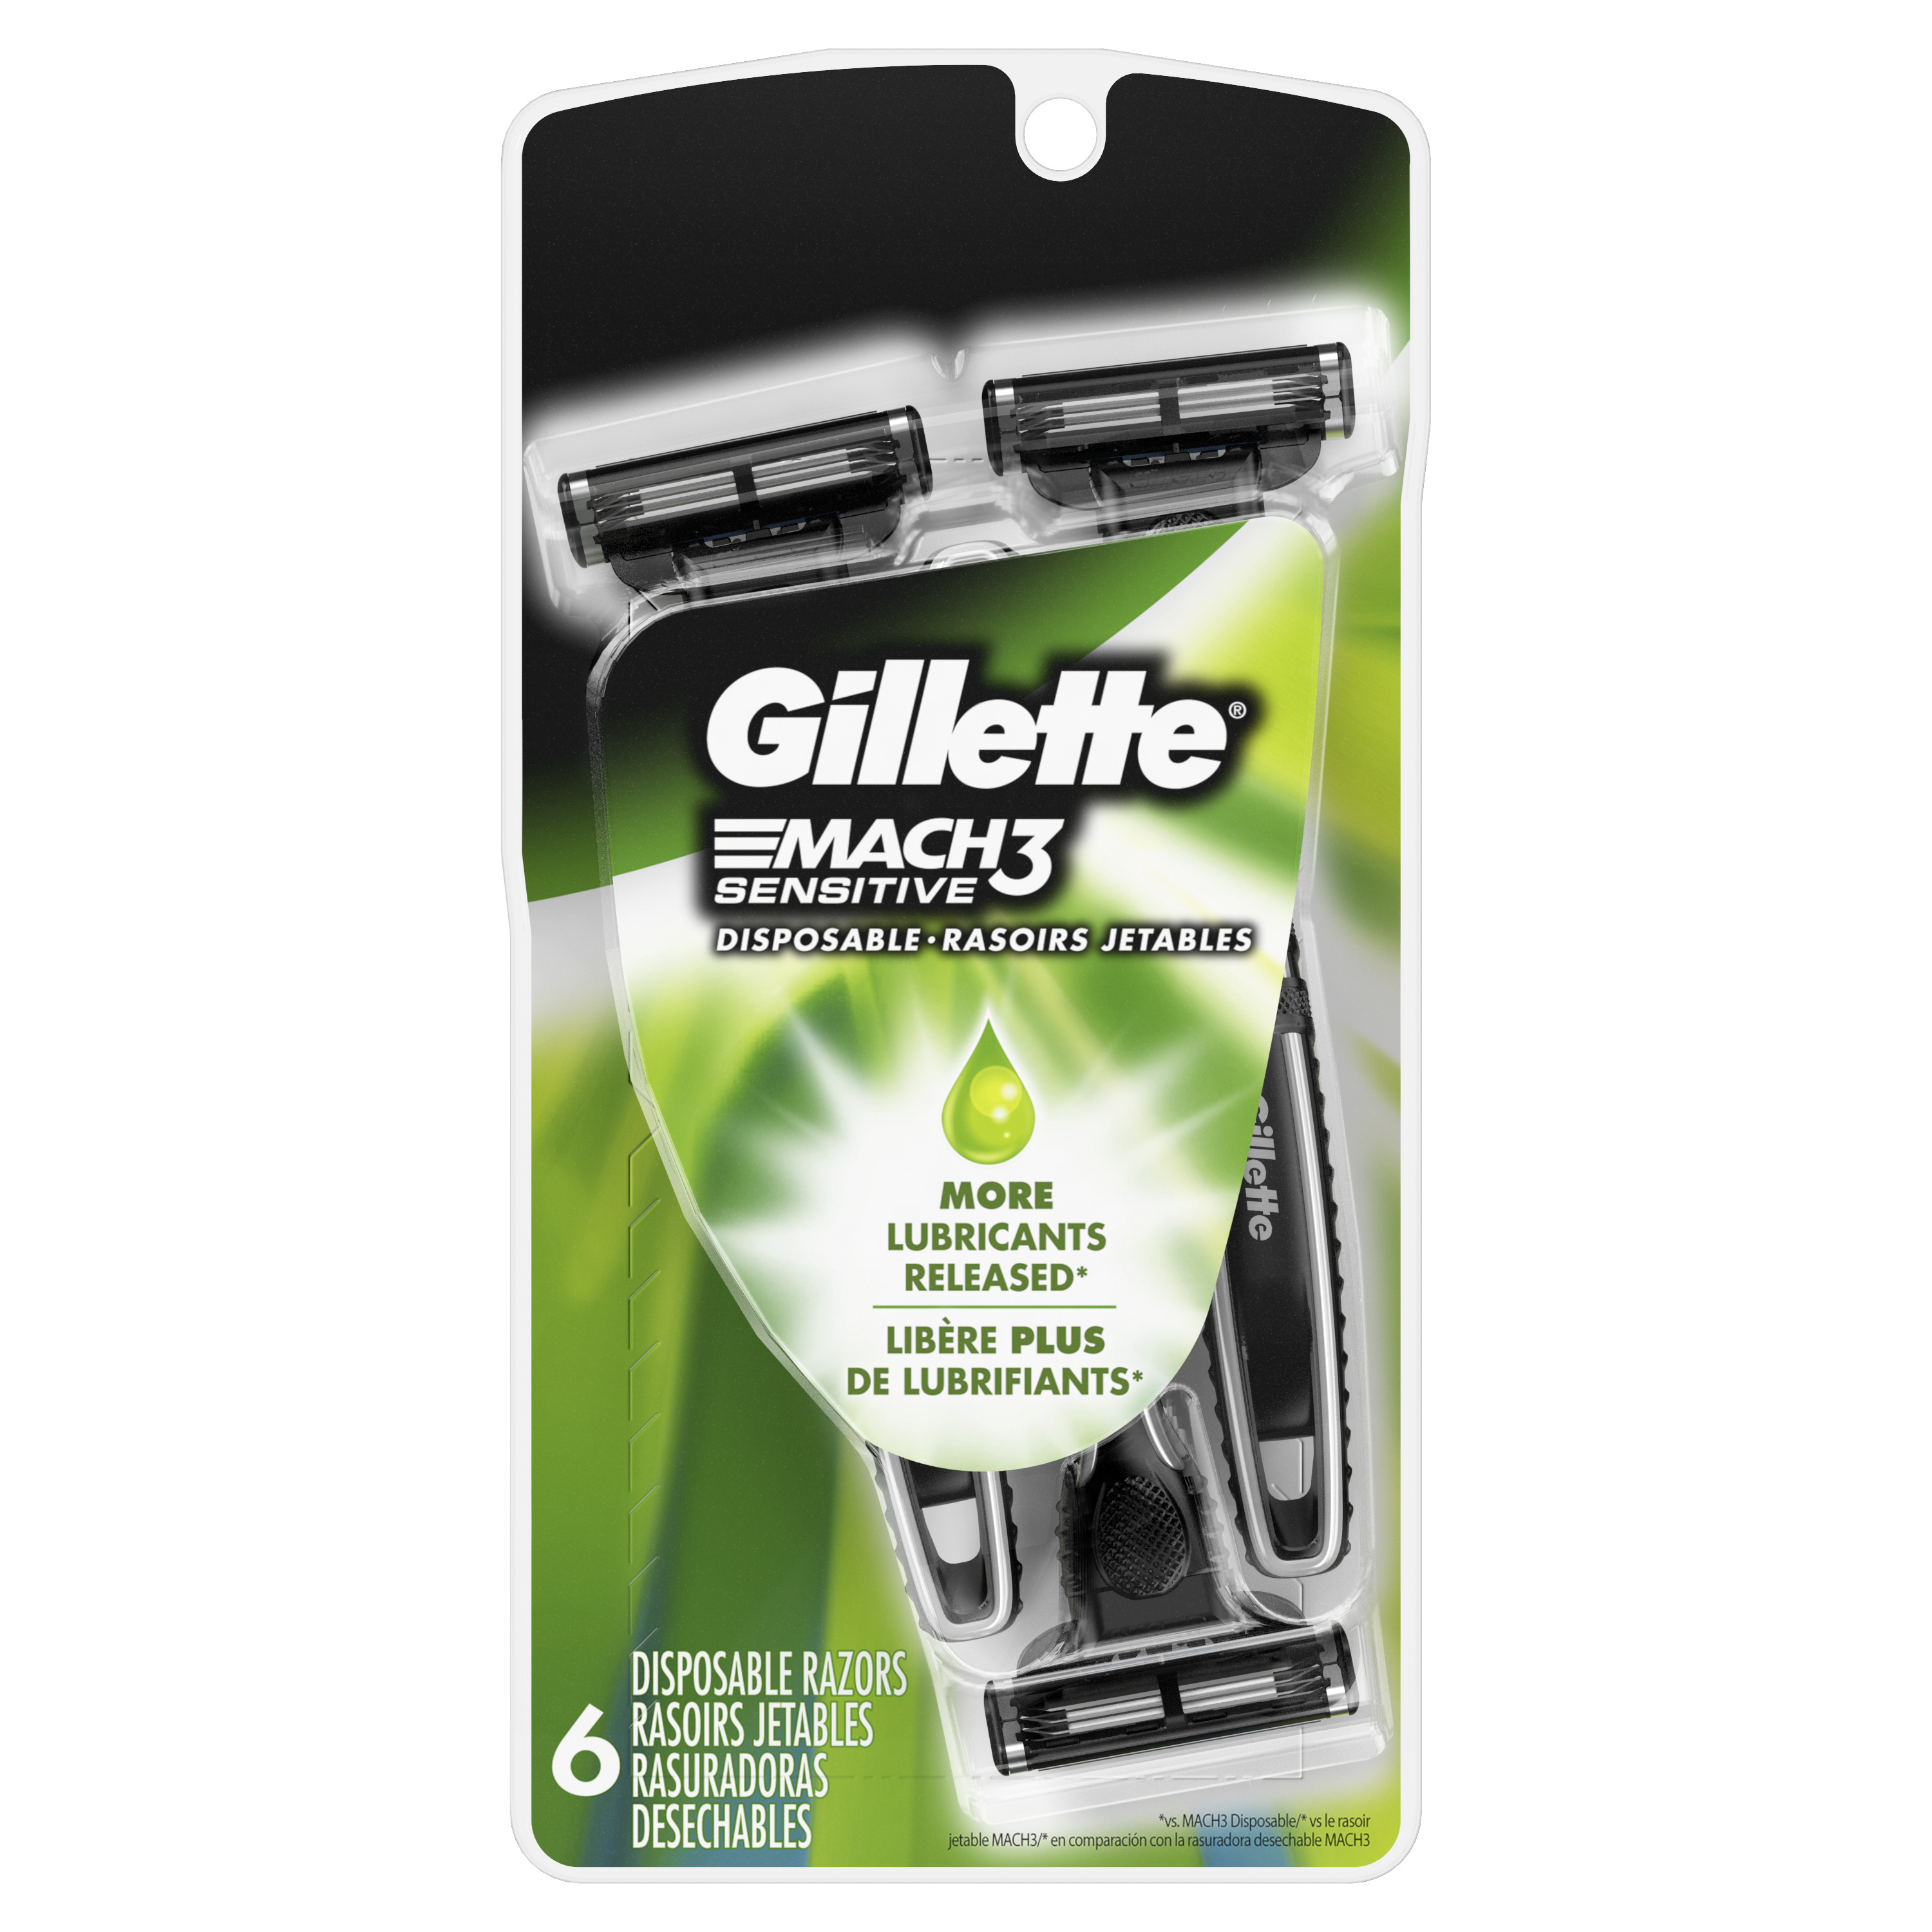 Gillette®
MACH3
SENSITIVE
DISPOSABLE · RASOIRS JETABLES
Gillette
MORE
LUBRICANTS
RELEASED*
LIBÈRE PLUS
DE LUBRIFIANTS*
6
DISPOSABLE RAZORS
RASOIRS JETABLES
RASURADORAS
DESECHABLES
*vs. MACH3 Disposable/* vs le rasoir
jetable MACH3/* en comparación con la rasuradora desechable MACH3